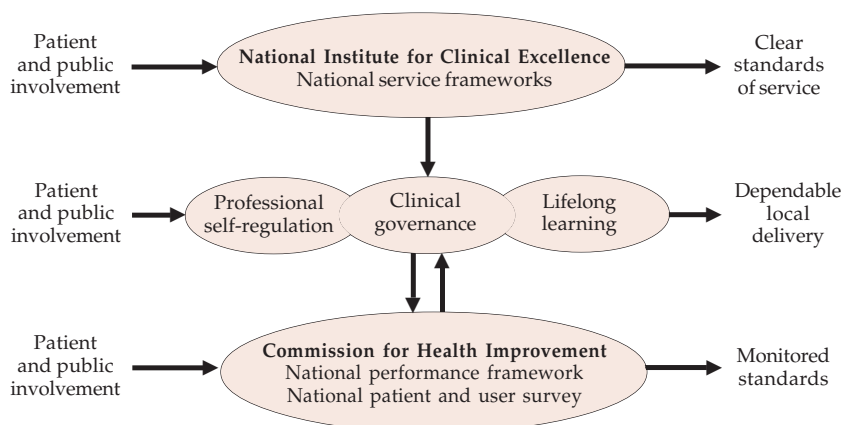 Patient
and public
involvement
National Institute for Clinical Excellence
National service frameworks
Clear
standards
of service
Patient
and public
involvement
Professional
self-regulation
Clinical
governance
Lifelong
learning
Dependable
local
delivery
Patient
and public
involvement
Commission for Health Improvement
National performance framework
National patient and user survey
Monitored
standards